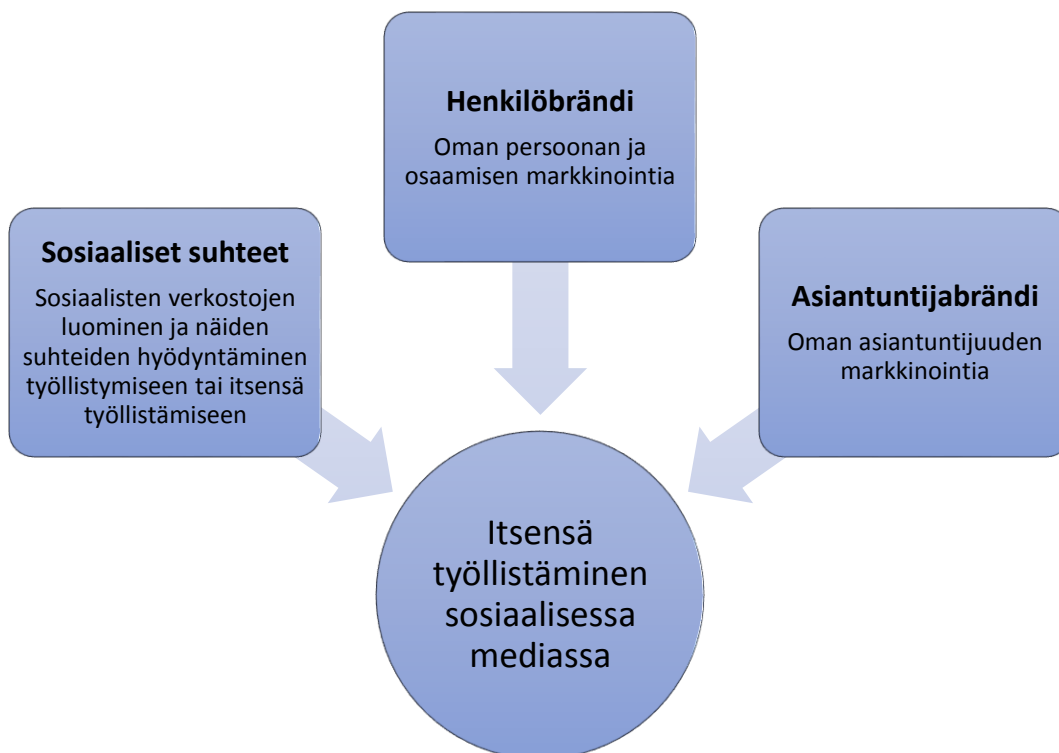 Henkilöbrändi
Oman persoonan ja
osaamisen markkinointia
Sosiaaliset suhteet
Sosiaalisten verkostojen
luominen ja näiden
suhteiden hyödyntäminen
työllistymiseen tai itsensä
työllistämiseen
Asiantuntijabrändi
Oman asiantuntijuuden
markkinointia
Itsensä
työllistäminen
sosiaalisessa
mediassa